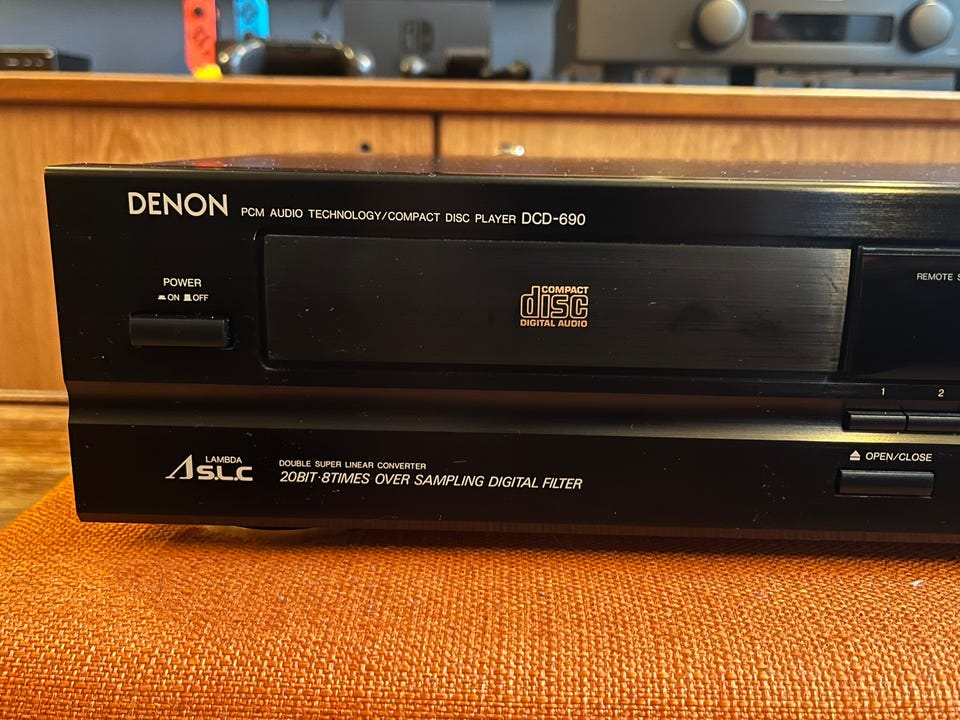 DENON PCM AUDIO TECHNOLOGY/COMPACT DISC PLAYER DCD-690
POWER
ON OFF
COMPACT
disc
DIGITAL AUDIO
REMOTE S
1 2
OPEN/CLOSE
LAMBDA
S.L.C
DOUBLE SUPER LINEAR CONVERTER
20BIT·8TIMES OVER SAMPLING DIGITAL FILTER